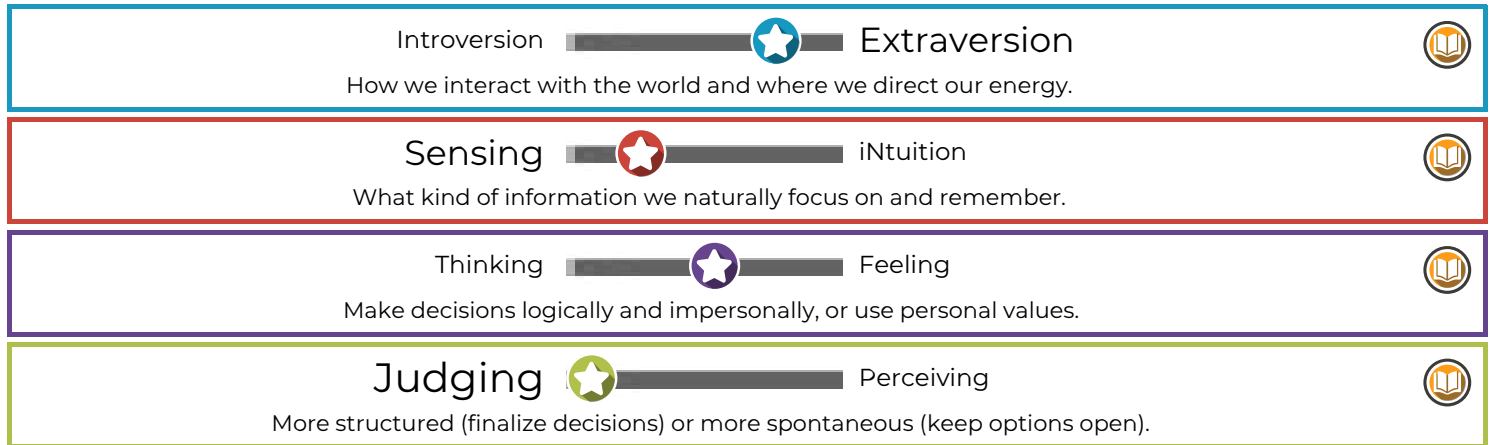 Introversion Extraversion
How we interact with the world and where we direct our energy.
Sensing iNtuition
What kind of information we naturally focus on and remember.
Thinking Feeling
Make decisions logically and impersonally, or use personal values.
Judging Perceiving
More structured (finalize decisions) or more spontaneous (keep options open).